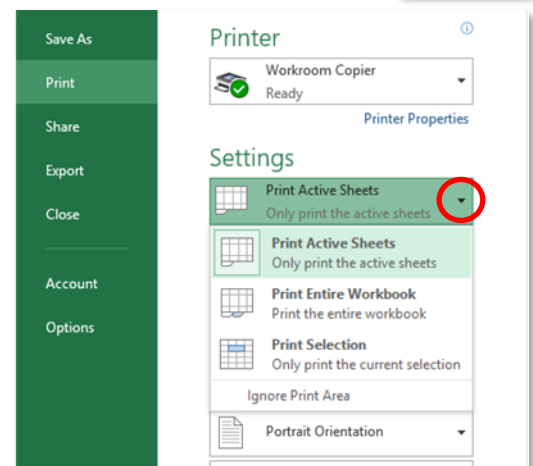 Save As
Print
Share
Export
Close
Account
Options
Printer
Workroom Copier
Ready
Printer Properties
Settings
Print Active Sheets
Only print the active sheets
Print Active Sheets
Only print the active sheets
Print Entire Workbook
Print the entire workbook
Print Selection
Only print the current selection
Ignore Print Area
Portrait Orientation